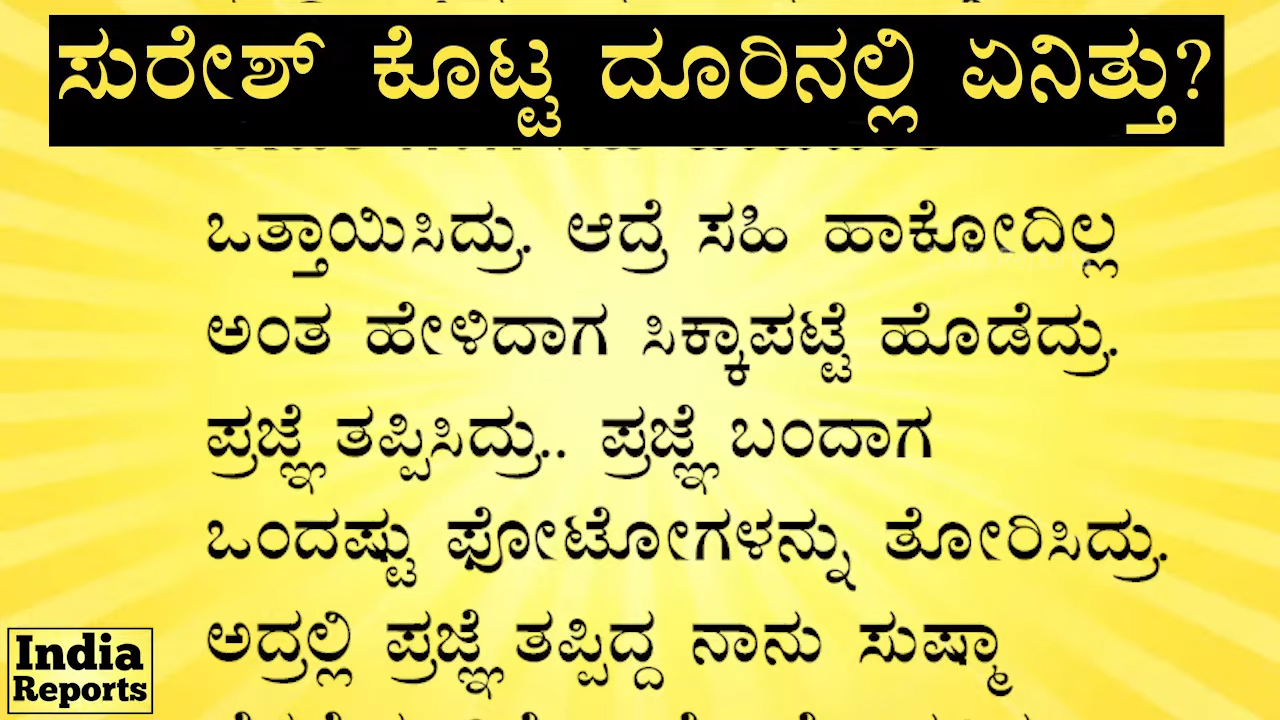 ಸುರೇಶ್ ಕೊಟ್ಟ ದೂರಿನಲ್ಲಿ ಏನಿತ್ತು?
ಒತ್ತಾಯಿಸಿದ್ರು. ಆದ್ರೆ ಸಹಿ ಹಾಕೋದಿಲ್ಲ
ಅಂತ ಹೇಳಿದಾಗ ಸಿಕ್ಕಾಪಟ್ಟೆ ಹೊಡೆದ್ರು.
ಪ್ರಜ್ಞೆ ತಪ್ಪಿಸಿದ್ರು.. ಪ್ರಜ್ಞೆ ಬಂದಾಗ
ಒಂದಷ್ಟು ಫೋಟೋಗಳನ್ನು ತೋರಿಸಿದ್ರು.
ಅದ್ರಲ್ಲಿ ಪ್ರಜ್ಞೆ ತಪ್ಪಿದ್ದ ನಾನು ಸುಷ್ಮಾ
India
Reports